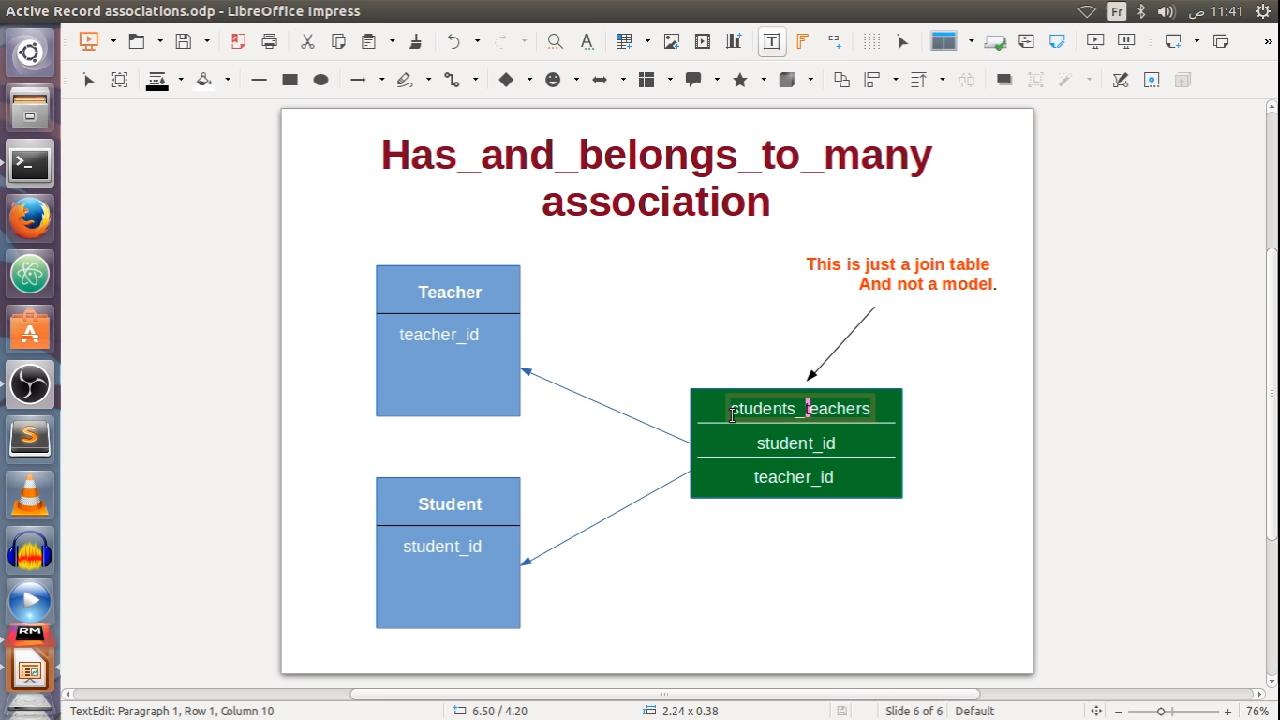 Active Record associations.odp - LibreOffice Impress
Fr
11:41 ص
Has_and_belongs_to_many
association
This is just a join table
And not a model.
Teacher
teacher_id
students_teachers
student_id
teacher_id
Student
student_id
RM
TextEdit: Paragraph 1, Row 1, Column 10
6.50 / 4.20
2.24 x 0.38
Slide 6 of 6
Default
76%